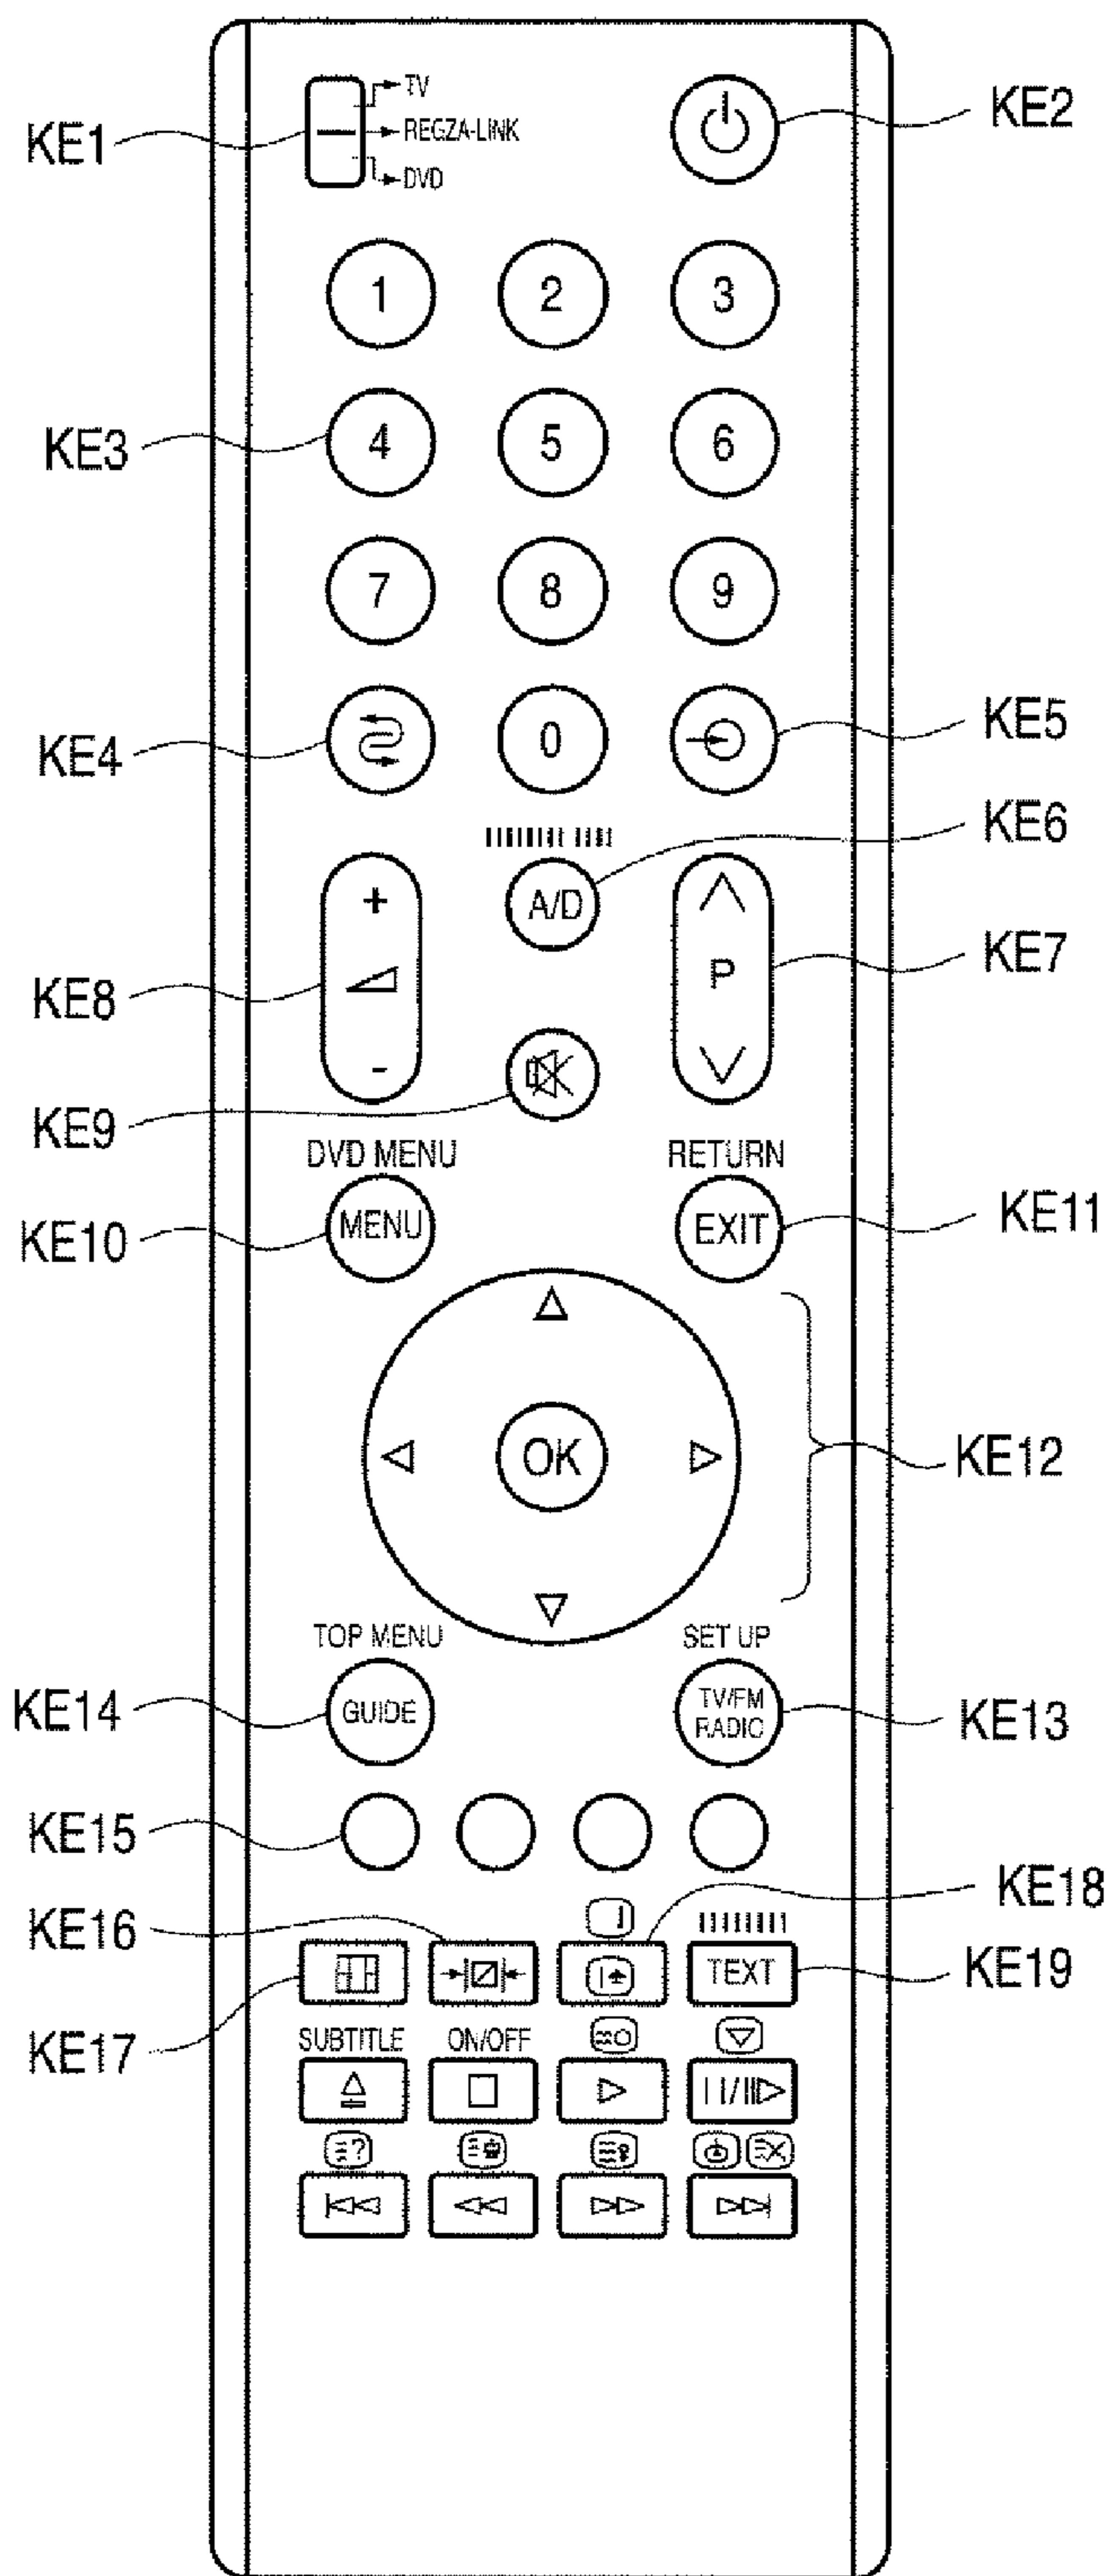 KE1
TV
REGZA-LINK
DVD
KE2
1 2 3
KE3
4 5 6
7 8 9
KE4
0
KE5
KE6
A/D
+
KE8
-
P
KE7
KE9
DVD MENU
RETURN
KE10
MENU
EXIT
KE11
OK
KE12
TOP MENU
SET UP
KE14
GUIDE
TV/FM
RADIO
KE13
KE15
KE18
KE16
TEXT
KE19
KE17
SUBTITLE ON/OFF
?